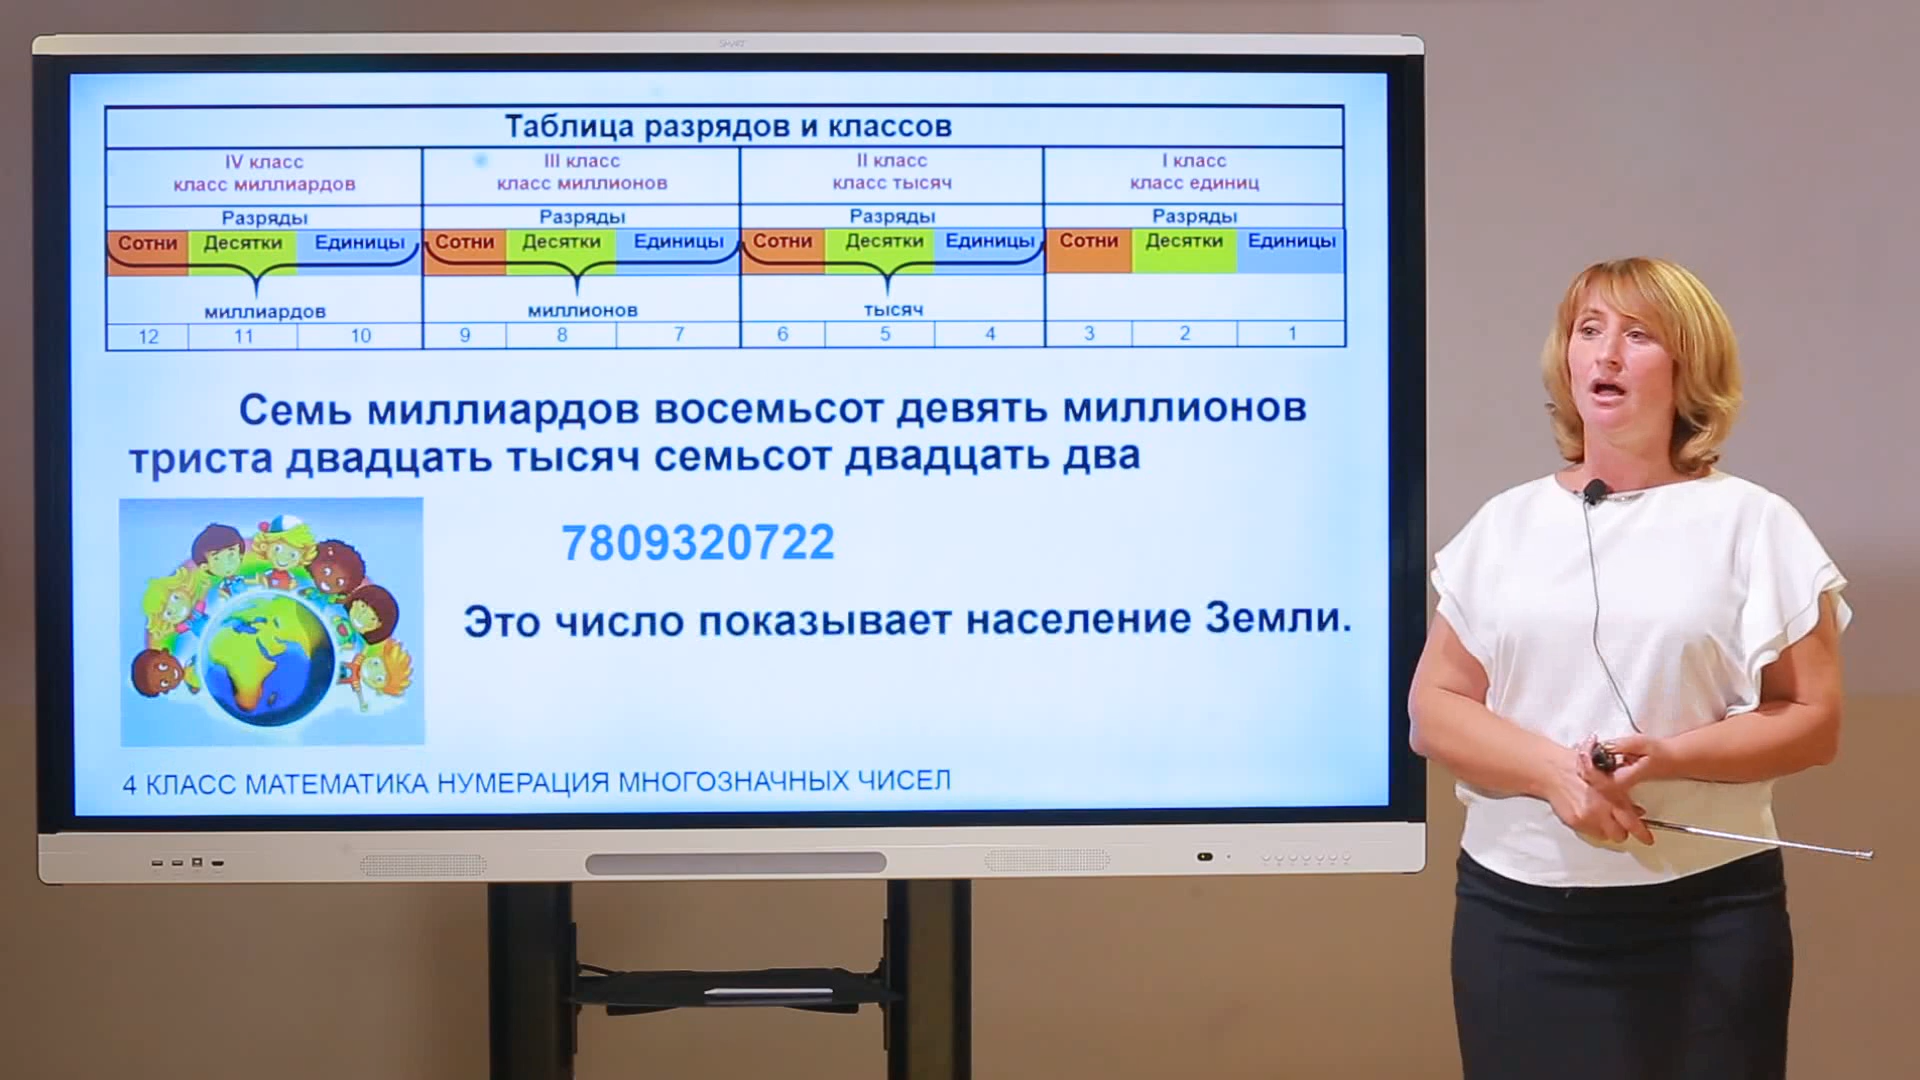 SMART
Таблица разрядов и классов
IV класс III класс II класс I класс
класс миллиардов класс миллионов класс тысяч класс единиц
Разряды Разряды Разряды Разряды
Сотни Десятки Единицы Сотни Десятки Единицы Сотни Десятки Единицы Сотни Десятки Единицы
миллиардов миллионов тысяч
12 11 10 9 8 7 6 5 4 3 2 1
Семь миллиардов восемьсот девять миллионов
триста двадцать тысяч семьсот двадцать два
7809320722
Это число показывает население Земли.
4 КЛАСС МАТЕМАТИКА НУМЕРАЦИЯ МНОГОЗНАЧНЫХ ЧИСЕЛ